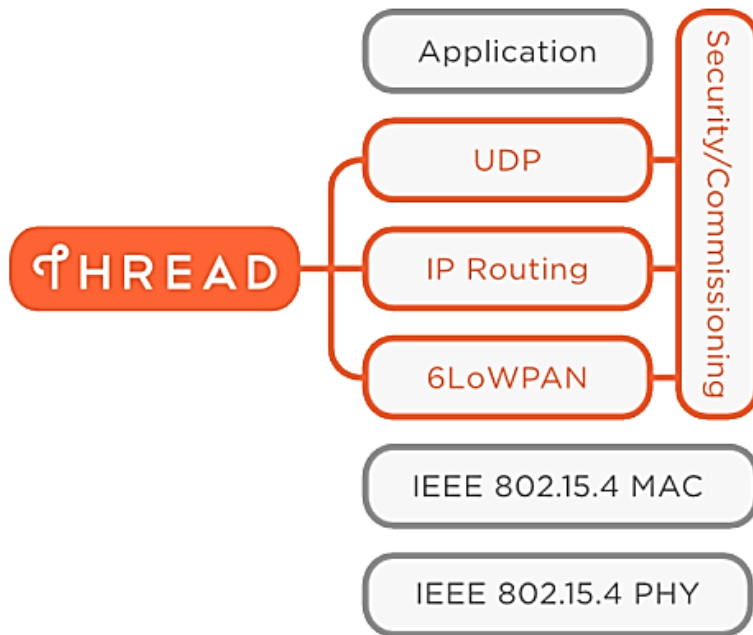 Application
UDP
THREAD
IP Routing
6LoWPAN
Security/Commissioning
IEEE 802.15.4 MAC
IEEE 802.15.4 PHY